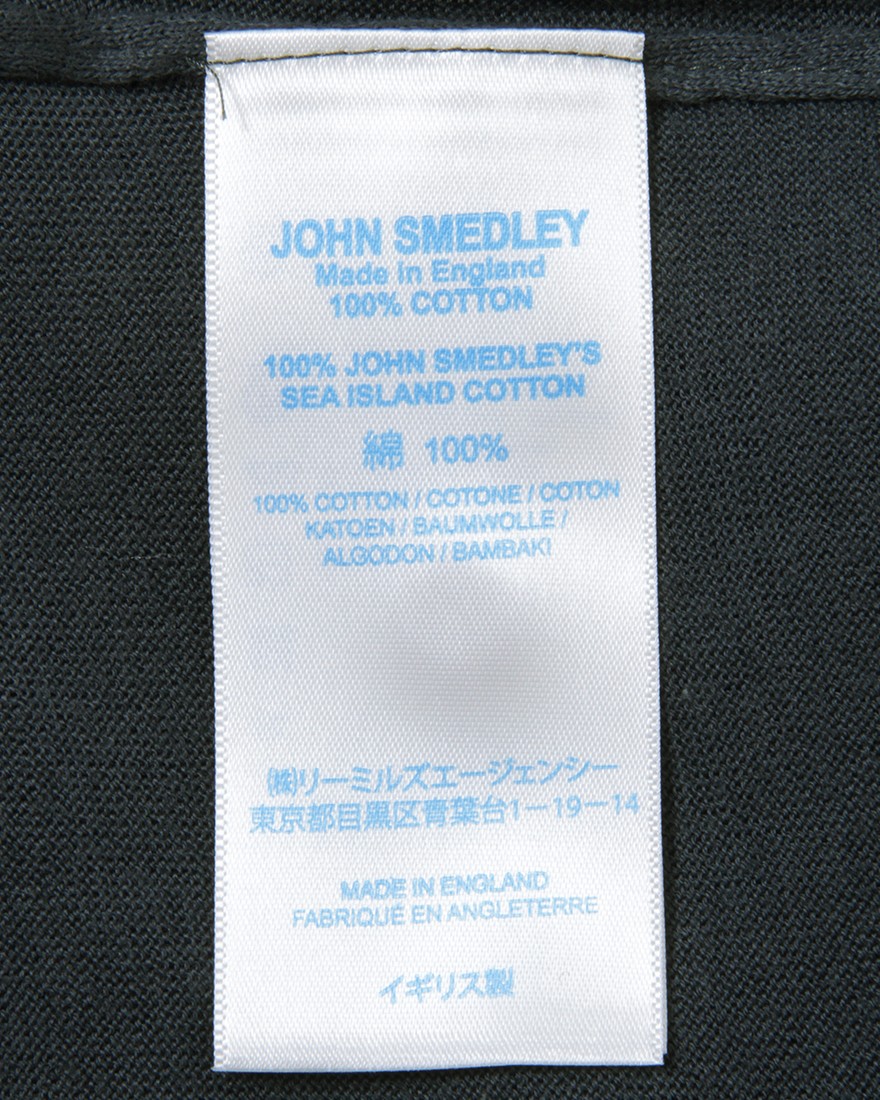 JOHN SMEDLEY
Made in England
100% COTTON
100% JOHN SMEDLEY'S
SEA ISLAND COTTON
綿 100%
100% COTTON / COTONE / COTON
KATOEN / BAUMWOLLE /
ALGODON / BAMBAKI
㈱リーミルズエージェンシー
東京都目黒区青葉台1－19－14
MADE IN ENGLAND
FABRIQUÉ EN ANGLETERRE
イギリス製